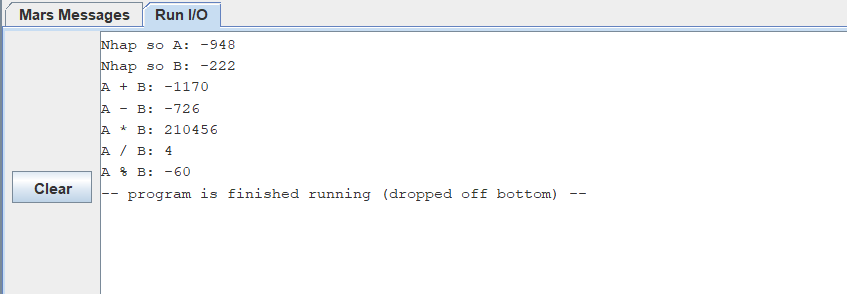 Mars Messages Run I/O
Nhap so A: -948
Nhap so B: -222
A + B: -1170
A - B: -726
A * B: 210456
A / B: 4
A % B: -60
Clear
-- program is finished running (dropped off bottom) --